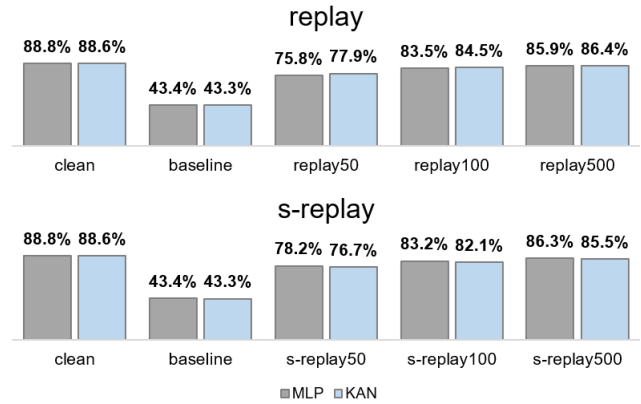 replay
88.8% 88.6% 43.4% 43.3% 75.8% 77.9% 83.5% 84.5% 85.9% 86.4%
clean baseline replay50 replay100 replay500
s-replay
88.8% 88.6% 43.4% 43.3% 78.2% 76.7% 83.2% 82.1% 86.3% 85.5%
clean baseline s-replay50 s-replay100 s-replay500
MLP KAN